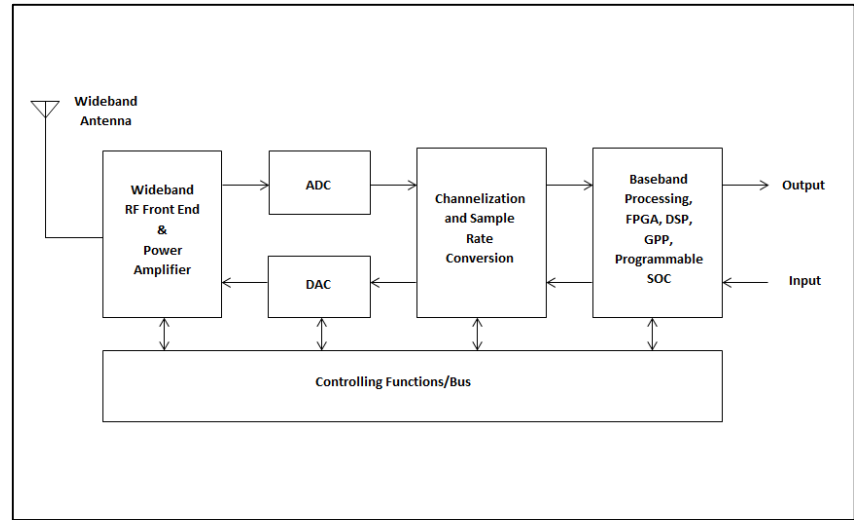 Wideband
Antenna
Wideband
RF Front End
&
Power
Amplifier
ADC
DAC
Channelization
and Sample
Rate
Conversion
Baseband
Processing,
FPGA, DSP,
GPP,
Programmable
SOC
Output
Input
Controlling Functions/Bus